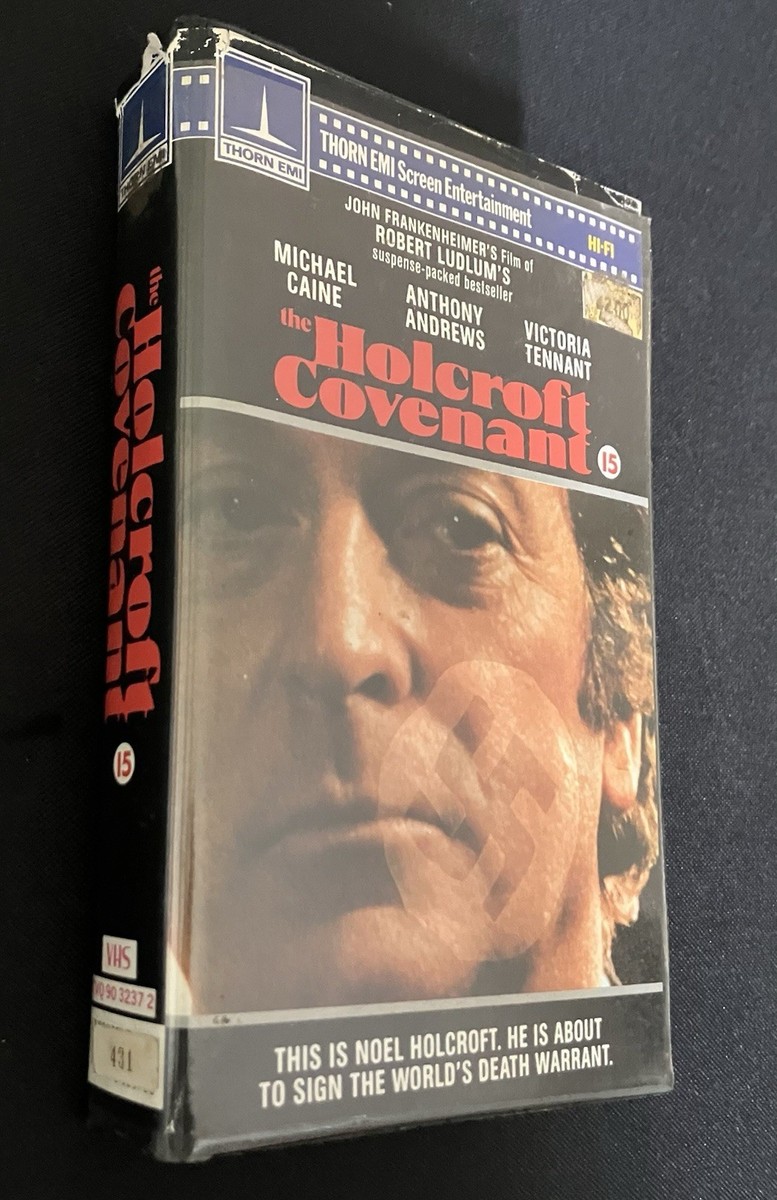 THORN EMI
THORN EMI Screen Entertainment
HI-FI
JOHN FRANKENHEIMER'S Film of
ROBERT LUDLUM'S
suspense-packed bestseller
MICHAEL
CAINE
ANTHONY
ANDREWS
VICTORIA
TENNANT
the
Holcroft
Covenant
15
THIS IS NOEL HOLCROFT. HE IS ABOUT
TO SIGN THE WORLD'S DEATH WARRANT.
THORN EMI
the
Holcroft
Covenant
15
VHS
90 3237 2
431